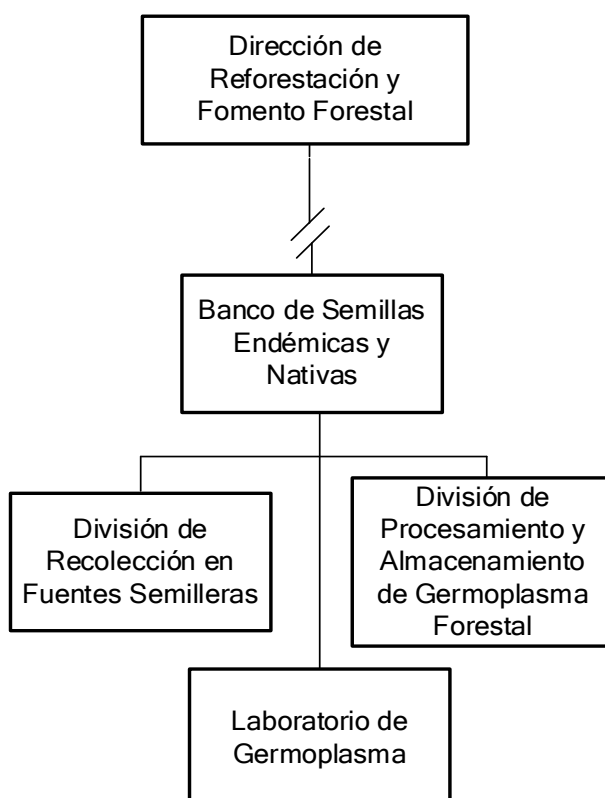 Dirección de
Reforestación y
Fomento Forestal
Banco de Semillas
Endémicas y
Nativas
División de
Recolección en
Fuentes Semilleras
División de
Procesamiento y
Almacenamiento
de Germoplasma
Forestal
Laboratorio de
Germoplasma